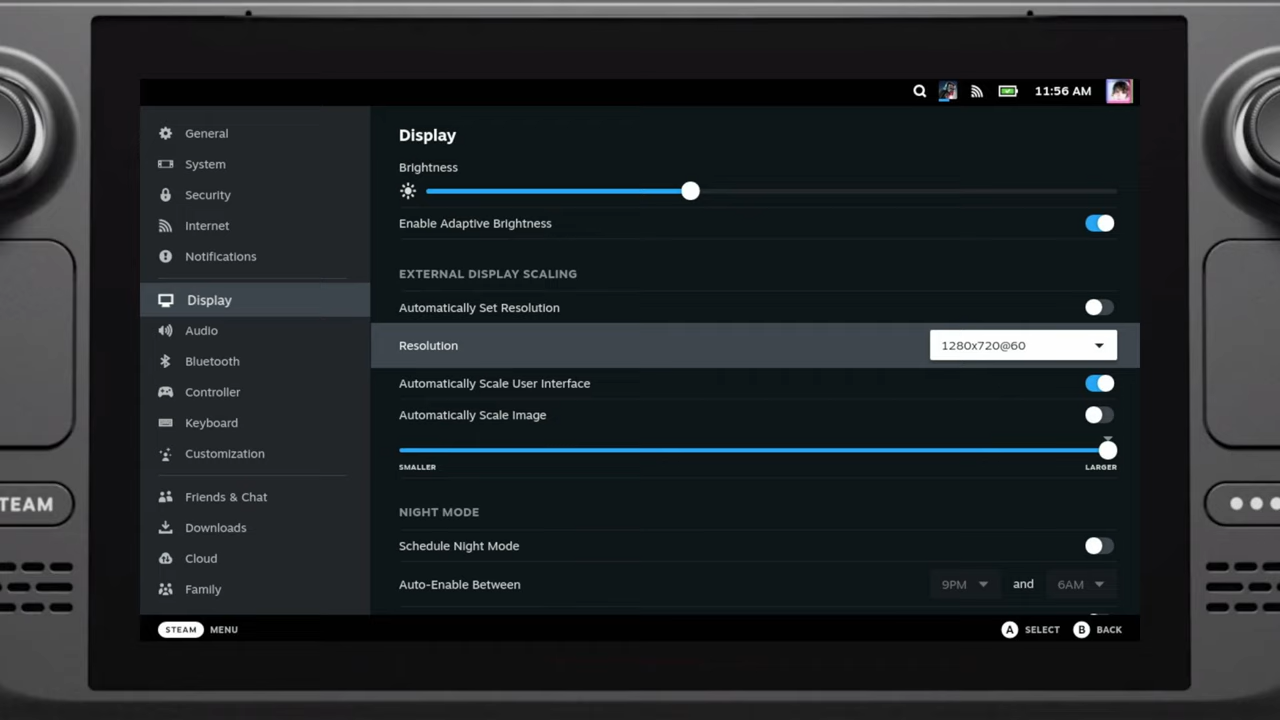 11:56 AM
General
System
Security
Internet
Notifications
Display
Audio
Bluetooth
Controller
Keyboard
Customization
Friends & Chat
Downloads
Cloud
Family
Display
Brightness
Enable Adaptive Brightness
EXTERNAL DISPLAY SCALING
Automatically Set Resolution
Resolution 1280x720@60
Automatically Scale User Interface
Automatically Scale Image
SMALLER LARGER
NIGHT MODE
Schedule Night Mode
Auto-Enable Between 9PM and 6AM
STEAM MENU
A SELECT B BACK
TEAM